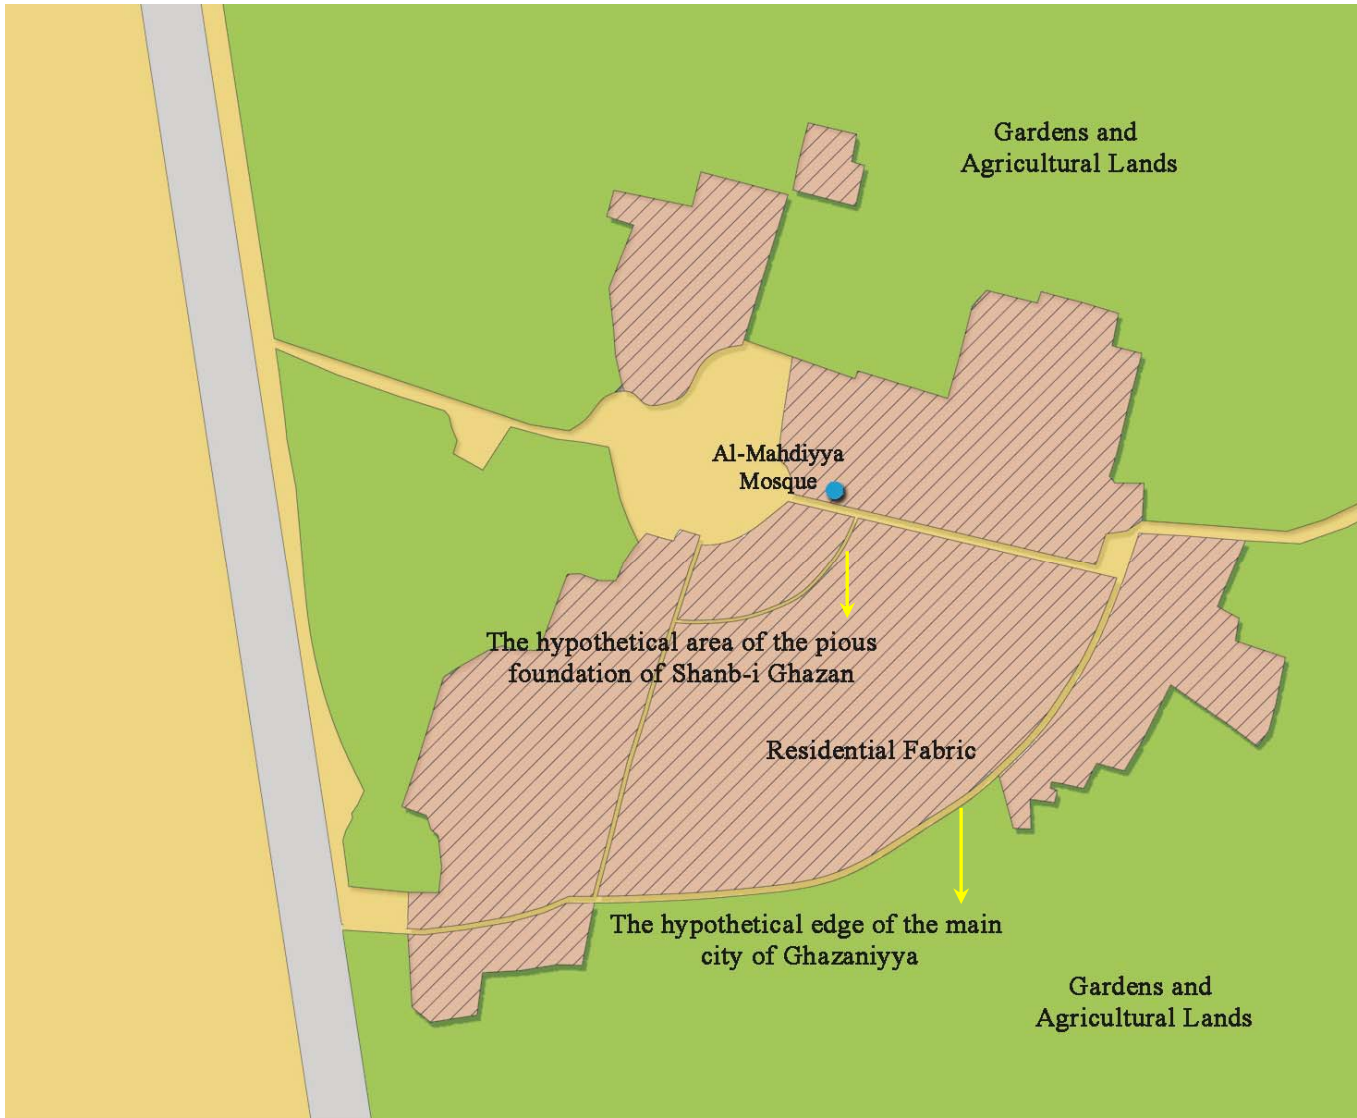 Gardens and
Agricultural Lands
Al-Mahdiyya
Mosque
The hypothetical area of the pious
foundation of Shanb-i Ghazan
Residential Fabric
The hypothetical edge of the main
city of Ghazaniyya
Gardens and
Agricultural Lands